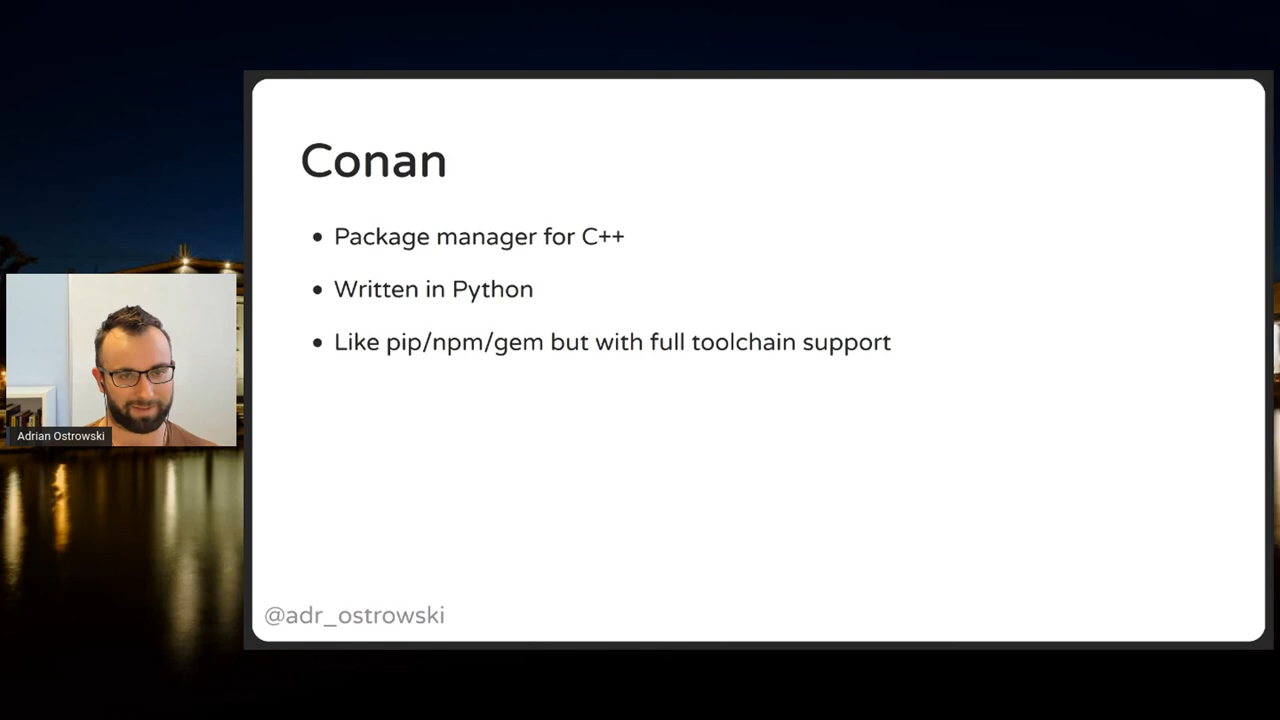 Conan
• Package manager for C++
• Written in Python
• Like pip/npm/gem but with full toolchain support
Adrian Ostrowski
@adr_ostrowski